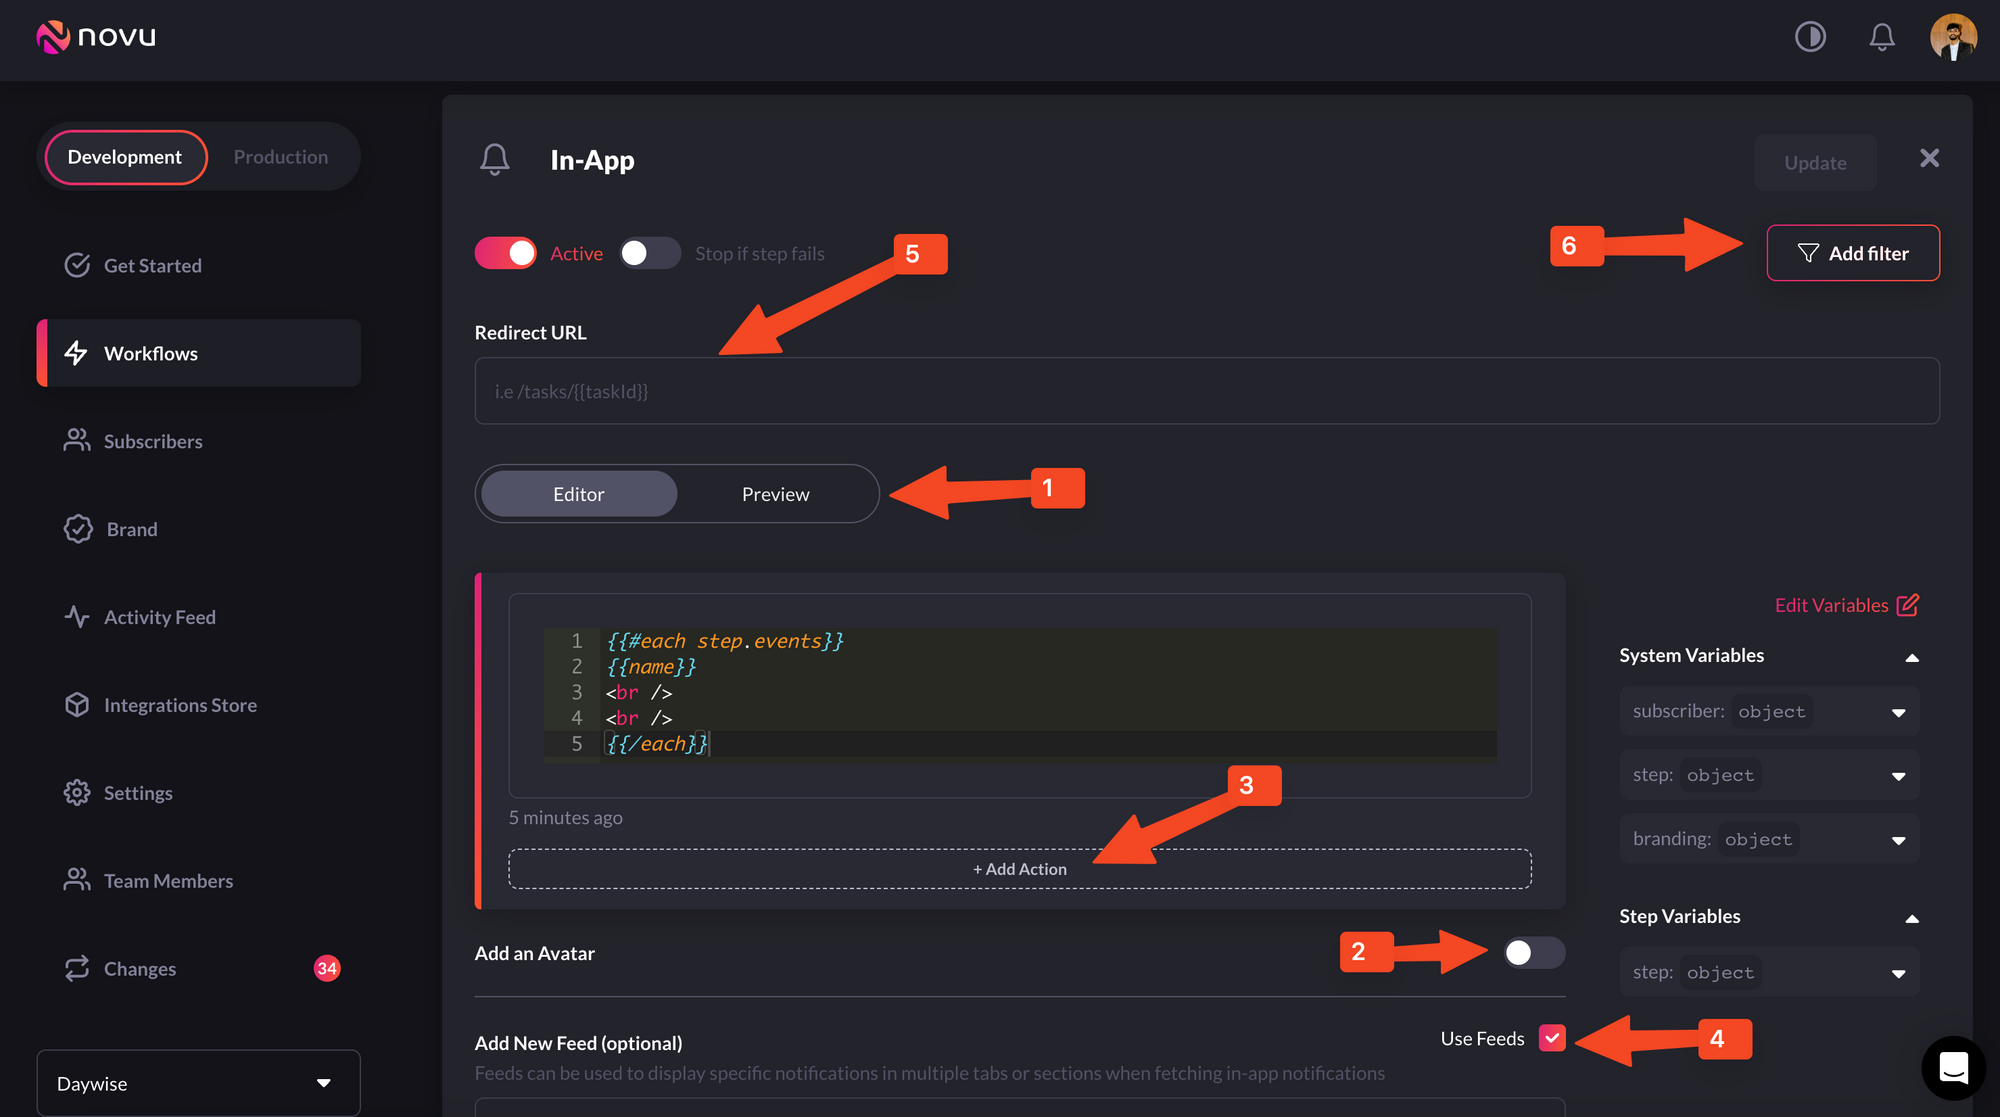 novu
Development
Production
Get Started
Workflows
Subscribers
Brand
Activity Feed
Integrations Store
Settings
Team Members
Changes
34
Daywise
In-App
Update
Active
Stop if step fails
5
6
Add filter
Redirect URL
i.e /tasks/{{taskId}}
Editor
Preview
1
1 {{#each step.events}}
2 {{name}}
3 <br />
4 <br />
5 {{/each}}
3
5 minutes ago
+ Add Action
Add an Avatar
2
Add New Feed (optional)
Use Feeds
4
Feeds can be used to display specific notifications in multiple tabs or sections when fetching in-app notifications
Edit Variables
System Variables
subscriber: object
step: object
branding: object
Step Variables
step: object